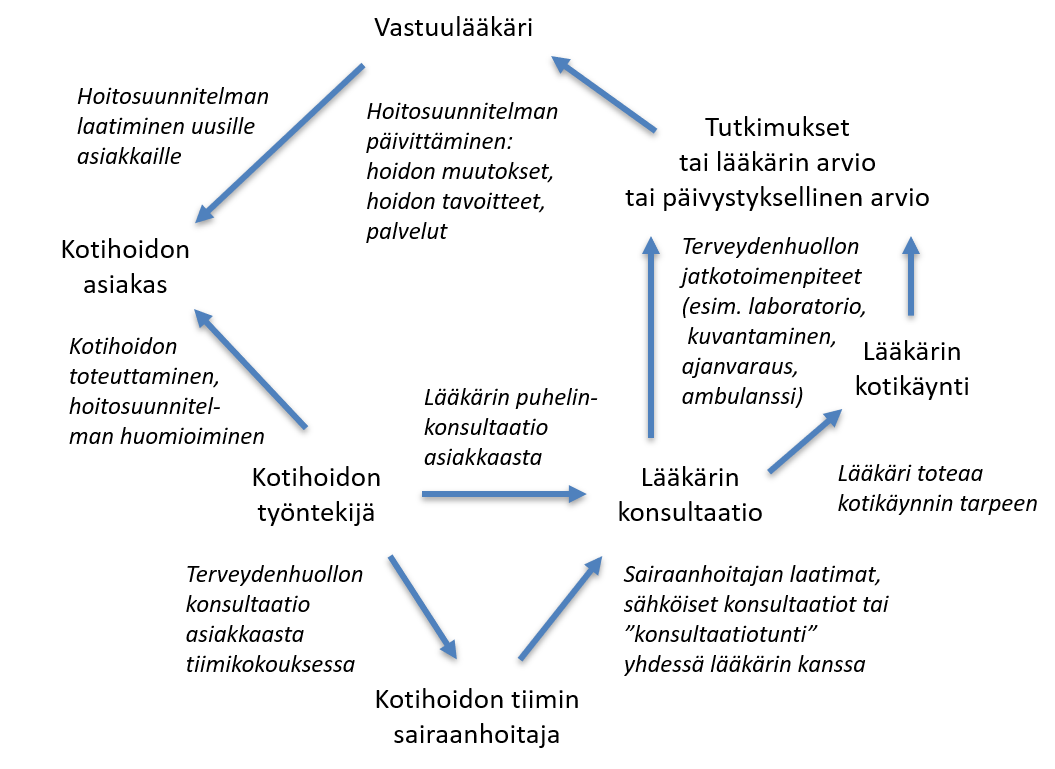 Vastuulääkäri
Hoitosuunnitelman
laatiminen uusille
asiakkaille
Hoitosuunnitelman
päivittäminen:
hoidon muutokset,
hoidon tavoitteet,
palvelut
Tutkimukset
tai lääkärin arvio
tai päivystyksellinen arvio
Kotihoidon
asiakas
Terveydenhuollon
jatkotoimenpiteet
(esim. laboratorio,
kuvantaminen,
ajanvaraus,
ambulanssi)
Lääkärin
kotikäynti
Kotihoidon
toteuttaminen,
hoitosuunnitel-
man huomioiminen
Lääkärin puhelin-
konsultaatio
asiakkaasta
Kotihoidon
työntekijä
Lääkärin
konsultaatio
Lääkäri toteaa
kotikäynnin tarpeen
Terveydenhuollon
konsultaatio
asiakkaasta
tiimikokouksessa
Sairaanhoitajan laatimat,
sähköiset konsultaatiot tai
”konsultaatiotunti”
yhdessä lääkärin kanssa
Kotihoidon tiimin
sairaanhoitaja